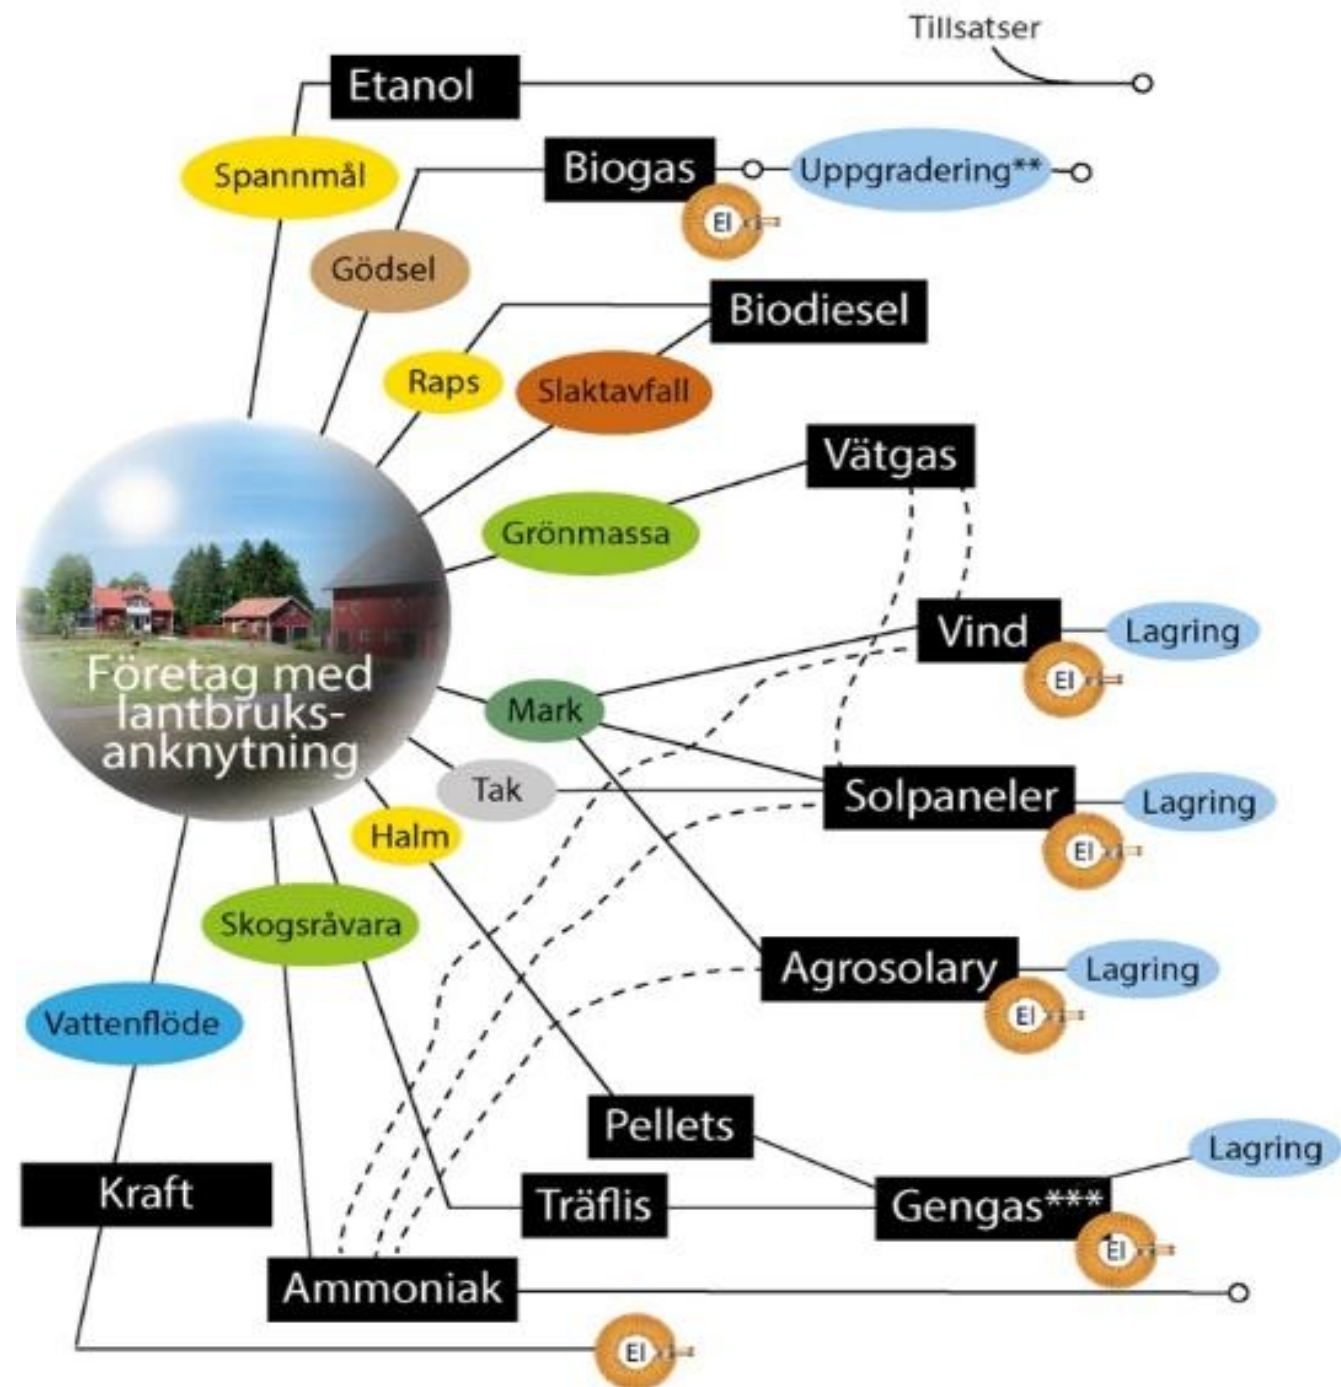 Tillsatser
Etanol
Spannmål
Biogas
Uppgradering**
El
Gödsel
Biodiesel
Raps
Slaktavfall
Vätgas
Grönmassa
Vind
Lagring
El
Företag med
lantbruks-
anknytning
Mark
Tak
Solpaneler
Lagring
El
Halm
Skogsråvara
Agrosolary
Lagring
El
Vattenflöde
Pellets
Lagring
Kraft
Träflis
Gengas***
El
Ammoniak
El